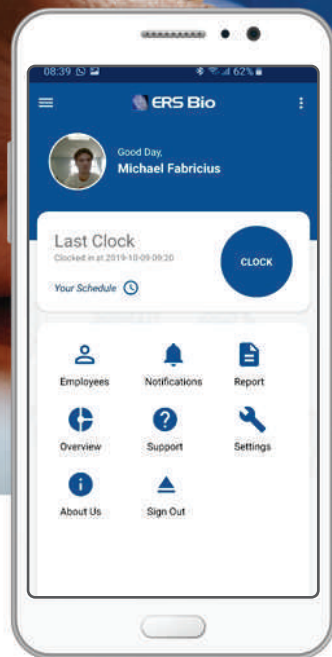 08:39 62%
ERS Bio
Good Day,
Michael Fabricius
Last Clock
Clocked in at 2019-10-09 09:20
CLOCK
Your Schedule
Employees Notifications Report
Overview Support Settings
About Us Sign Out